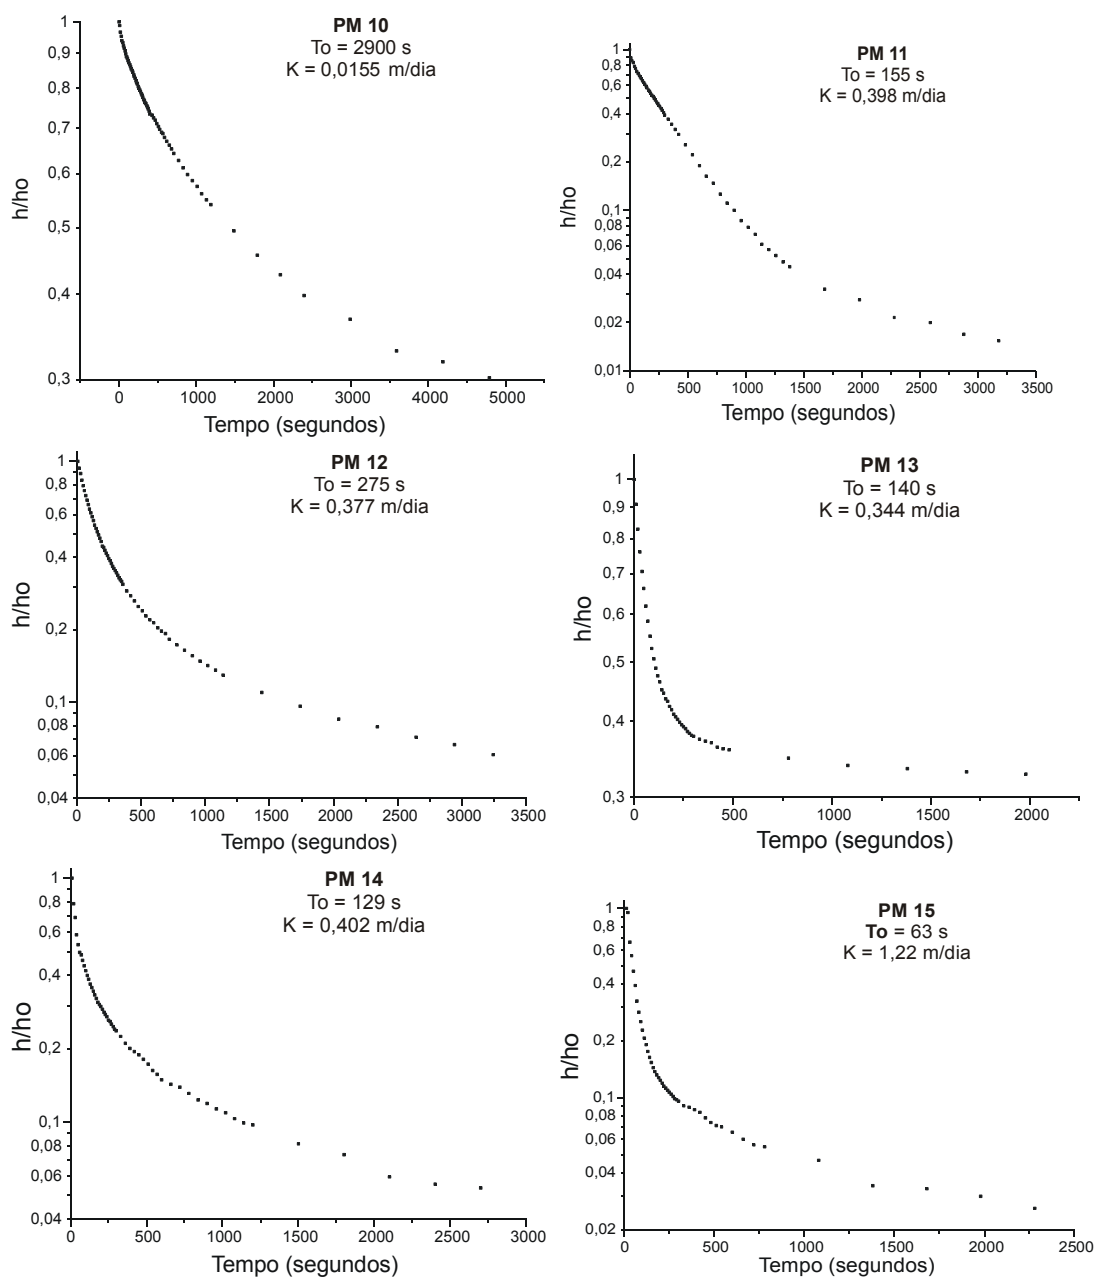 PM 10
To = 2900 s
K = 0,0155 m/dia
1
0,9
0,8
0,7
0,6
0,5
0,4
0,3
h/ho
0 1000 2000 3000 4000 5000
Tempo (segundos)
PM 11
To = 155 s
K = 0,398 m/dia
1
0,8
0,6
0,4
0,2
0,1
0,08
0,06
0,04
0,02
0,01
h/ho
0 500 1000 1500 2000 2500 3000 3500
Tempo (segundos)
PM 12
To = 275 s
K = 0,377 m/dia
1
0,8
0,6
0,4
0,2
0,1
0,08
0,06
0,04
h/ho
0 500 1000 1500 2000 2500 3000 3500
Tempo (segundos)
PM 13
To = 140 s
K = 0,344 m/dia
1
0,9
0,8
0,7
0,6
0,5
0,4
0,3
h/ho
0 500 1000 1500 2000
Tempo (segundos)
PM 14
To = 129 s
K = 0,402 m/dia
1
0,8
0,6
0,4
0,2
0,1
0,08
0,06
0,04
h/ho
0 500 1000 1500 2000 2500 3000
Tempo (segundos)
PM 15
To = 63 s
K = 1,22 m/dia
1
0,8
0,6
0,4
0,2
0,1
0,08
0,06
0,04
0,02
h/ho
0 500 1000 1500 2000 2500
Tempo (segundos)